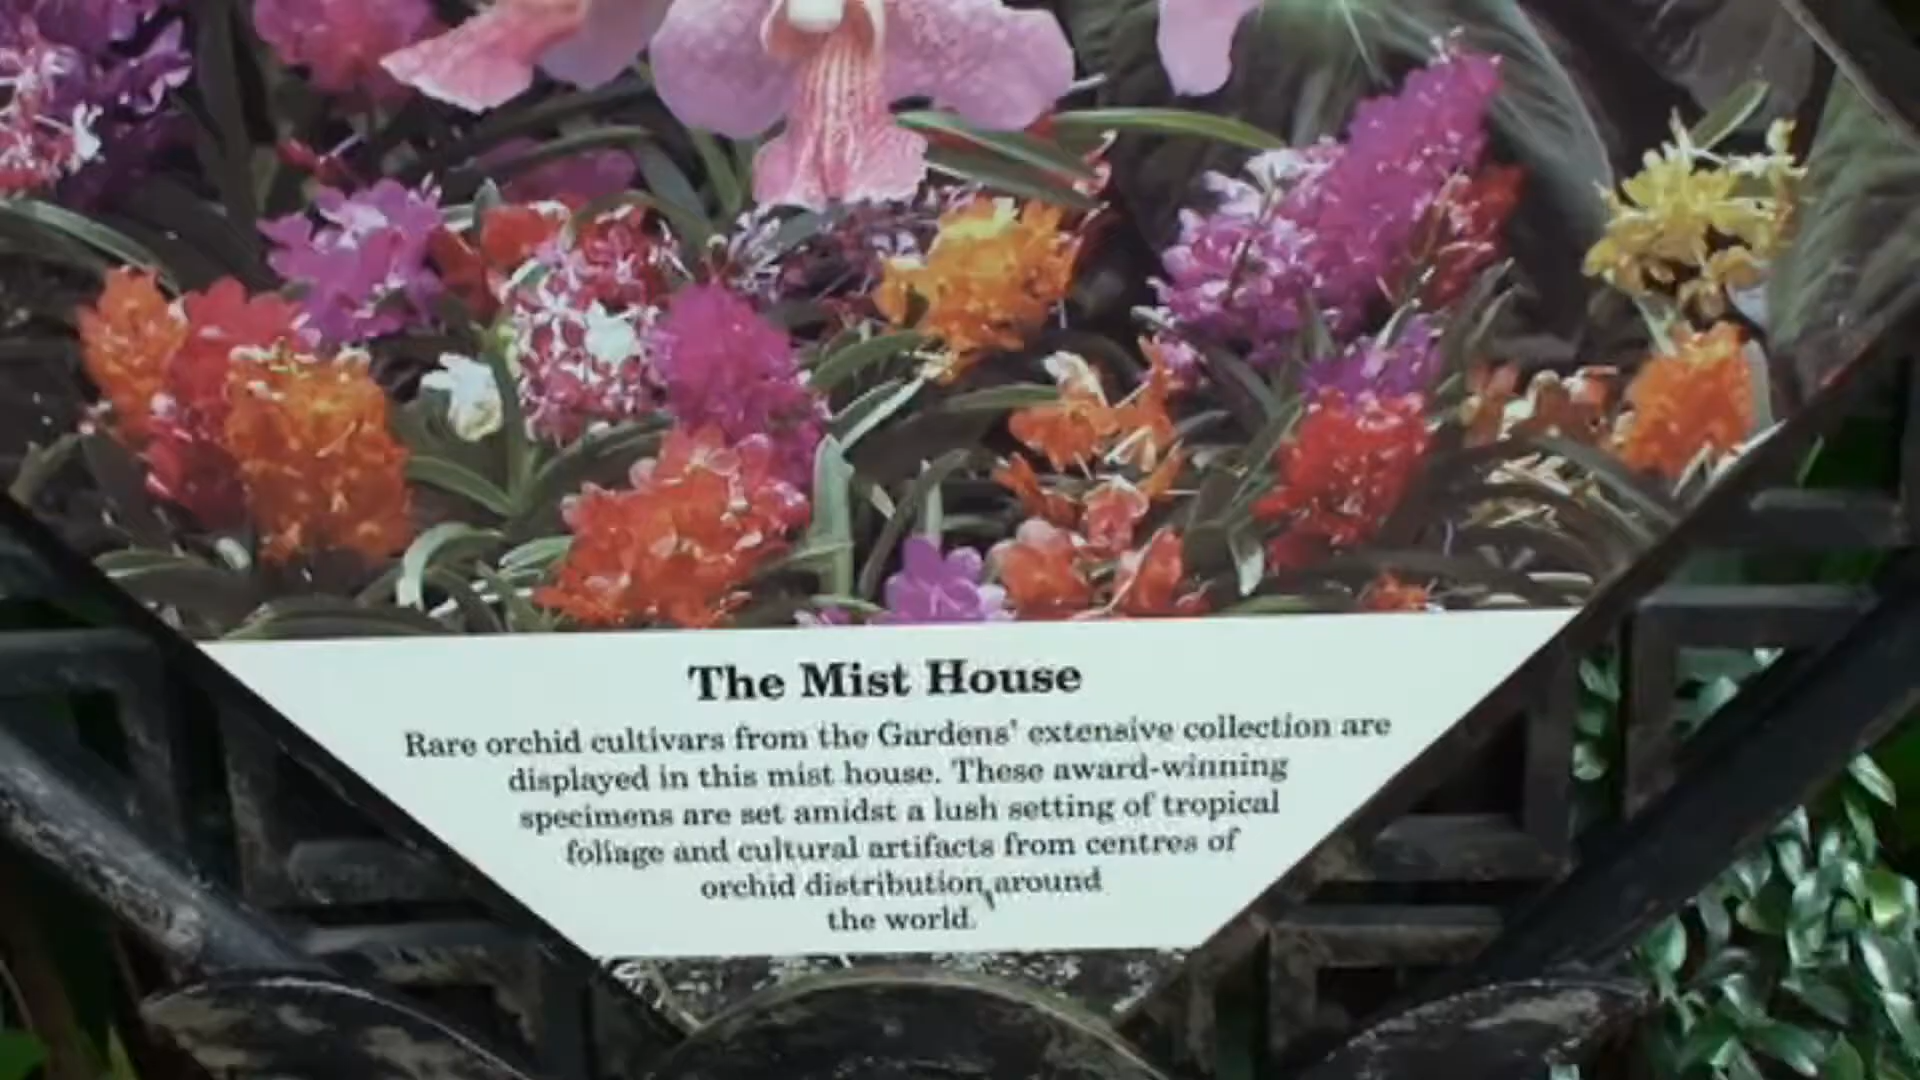 The Mist House
Rare orchid cultivars from the Gardens' extensive collection are
displayed in this mist house. These award-winning
specimens are set amidst a lush setting of tropical
foliage and cultural artifacts from centres of
orchid distribution around
the world.